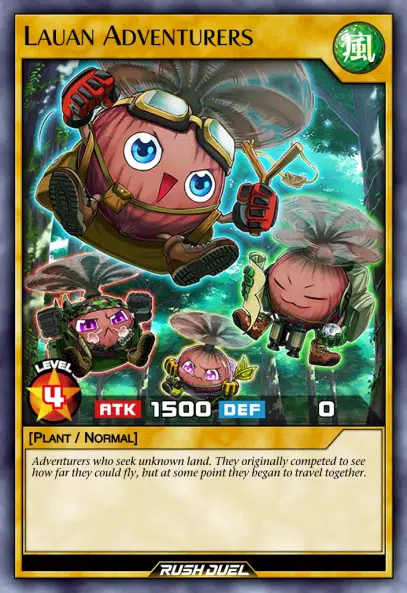 Lauan Adventurers
風
LEVEL
4
ATK 1500 DEF 0
[Plant / Normal]
Adventurers who seek unknown land. They originally competed to see
how far they could fly, but at some point they began to travel together.
RUSH DUEL